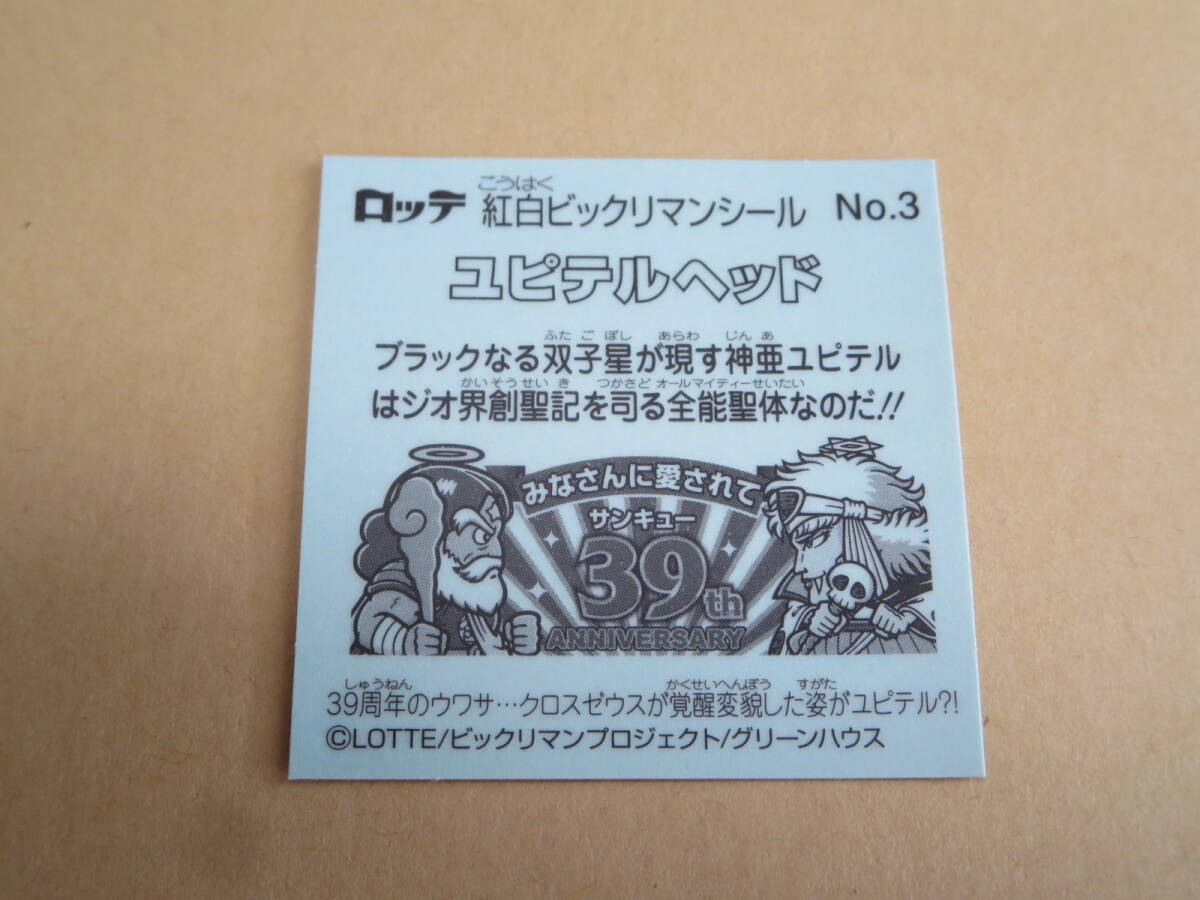 ロッテ 紅白ビックリマンシール No.3
こうはく
ユピテルヘッド
ふたごぼし あらわ じんあ
ブラックなる双子星が現す神亜ユピテル
かいそうせいき つかさど オールマイティーせいたい
はジオ界創聖記を司る全能聖体なのだ!!
みなさんに愛されて
サンキュー
39th
ANNIVERSARY
しゅうねん かくせいへんぼう すがた
39周年のウワサ…クロスゼウスが覚醒変貌した姿がユピテル?!
©LOTTE/ビックリマンプロジェクト/グリーンハウス